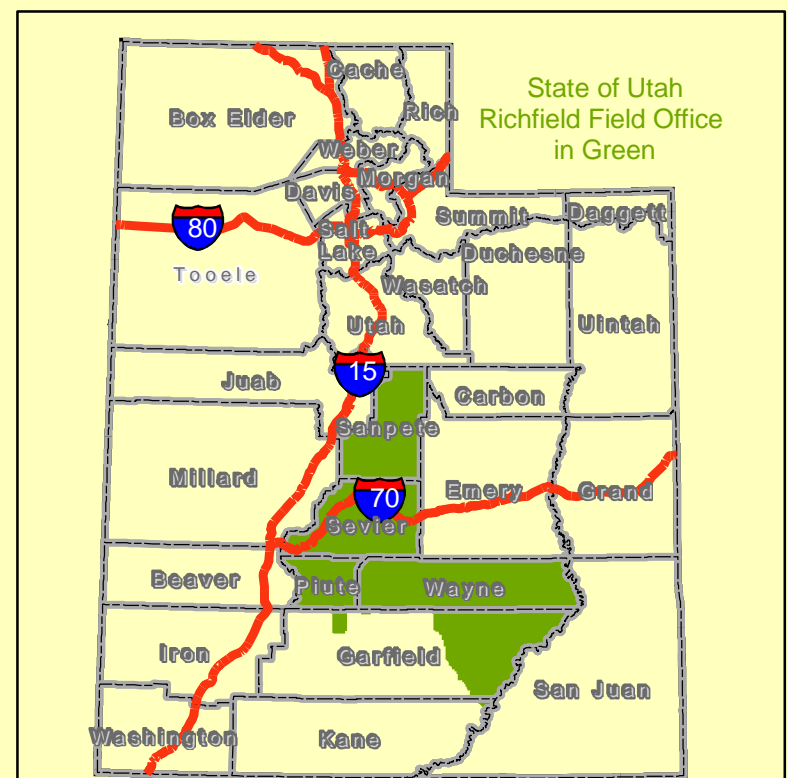 State of Utah
Richfield Field Office
in Green
Cache
Box Elder
Rich
Weber
Morgan
Davis
Summit
Daggett
80
Salt
Lake
Duchesne
Tooele
Wasatch
Utah
Uintah
15
Juab
Carbon
Sanpete
Millard
70
Emery
Grand
Sevier
Beaver
Piute
Wayne
Iron
Garfield
San Juan
Washington
Kane